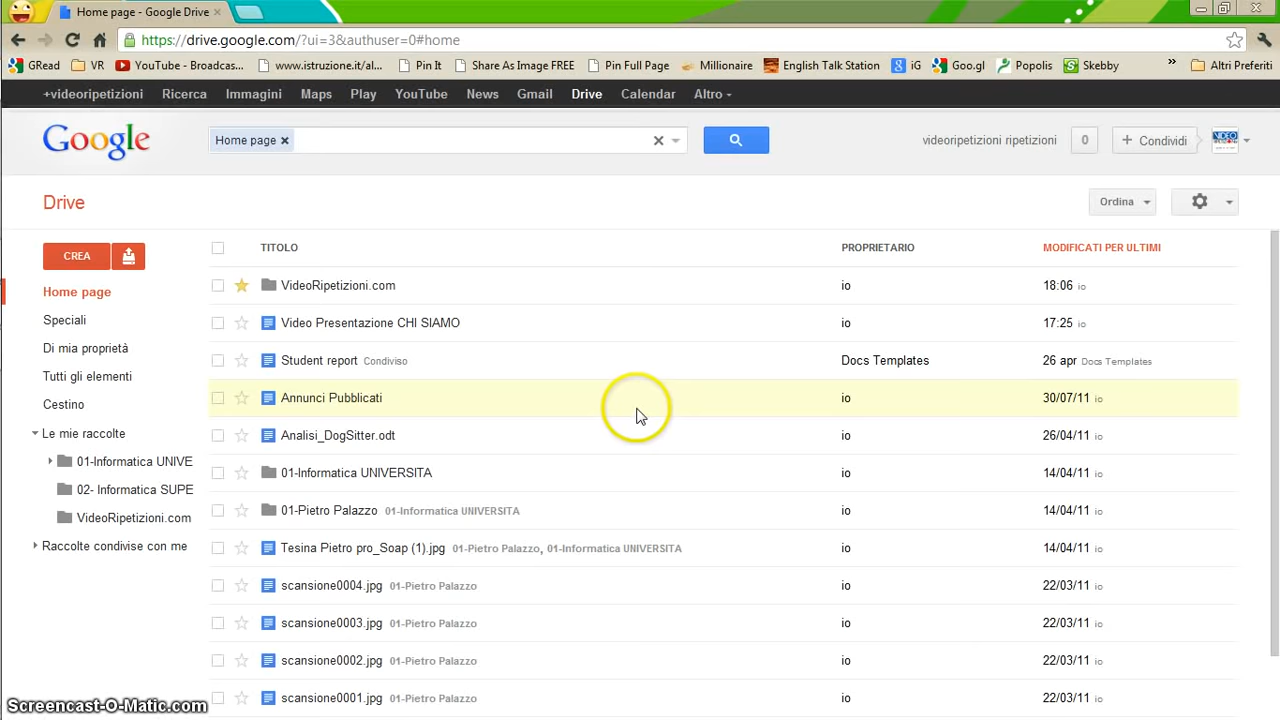 Home page - Google Drive
https://drive.google.com/?ui=3&authuser=0#home
GRead VR YouTube - Broadcas... www.istruzione.it/al... Pin It Share As Image FREE Pin Full Page Millionaire English Talk Station iG Goo.gl Popolis Skebby » Altri Preferiti
+videoripetizioni Ricerca Immagini Maps Play YouTube News Gmail Drive Calendar Altro
Google Home page videoripetizioni ripetizioni 0 + Condividi
Drive Ordina
CREA TITOLO PROPRIETARIO MODIFICATI PER ULTIMI
Home page
Speciali
Di mia proprietà
Tutti gli elementi
Cestino
Le mie raccolte
01-Informatica UNIVE
02- Informatica SUPE
VideoRipetizioni.com
Raccolte condivise con me
VideoRipetizioni.com io 18:06 io
Video Presentazione CHI SIAMO io 17:25 io
Student report Condiviso Docs Templates 26 apr Docs Templates
Annunci Pubblicati io 30/07/11 io
Analisi_DogSitter.odt io 26/04/11 io
01-Informatica UNIVERSITA io 14/04/11 io
01-Pietro Palazzo 01-Informatica UNIVERSITA io 14/04/11 io
Tesina Pietro pro_Soap (1).jpg 01-Pietro Palazzo, 01-Informatica UNIVERSITA io 14/04/11 io
scansione0004.jpg 01-Pietro Palazzo io 22/03/11 io
scansione0003.jpg 01-Pietro Palazzo io 22/03/11 io
scansione0002.jpg 01-Pietro Palazzo io 22/03/11 io
scansione0001.jpg 01-Pietro Palazzo io 22/03/11 io
Screencast-O-Matic.com